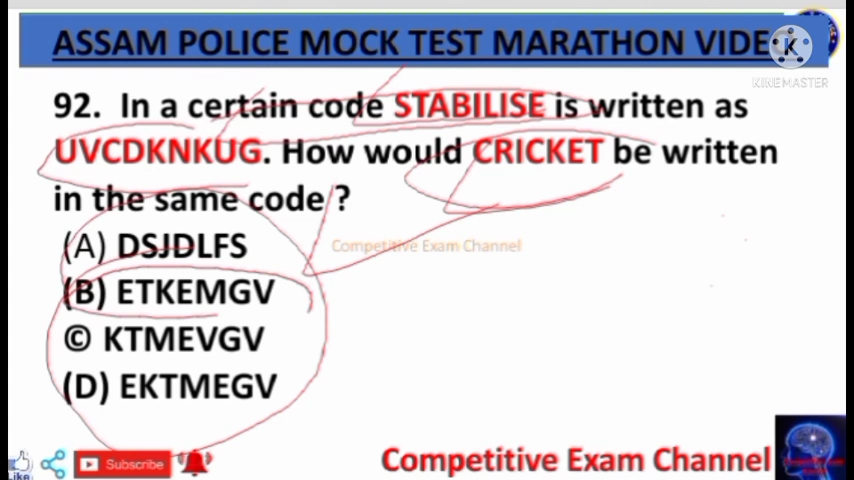 ASSAM POLICE MOCK TEST MARATHON VIDE
K
KINEMASTER
92. In a certain code STABILISE is written as
UVCDKNKUG. How would CRICKET be written
in the same code ?
(A) DSJDLFS
Competitive Exam Channel
(B) ETKEMGV
© KTMEVGV
(D) EKTMEGV
Like
Subscribe
Competitive Exam Channel